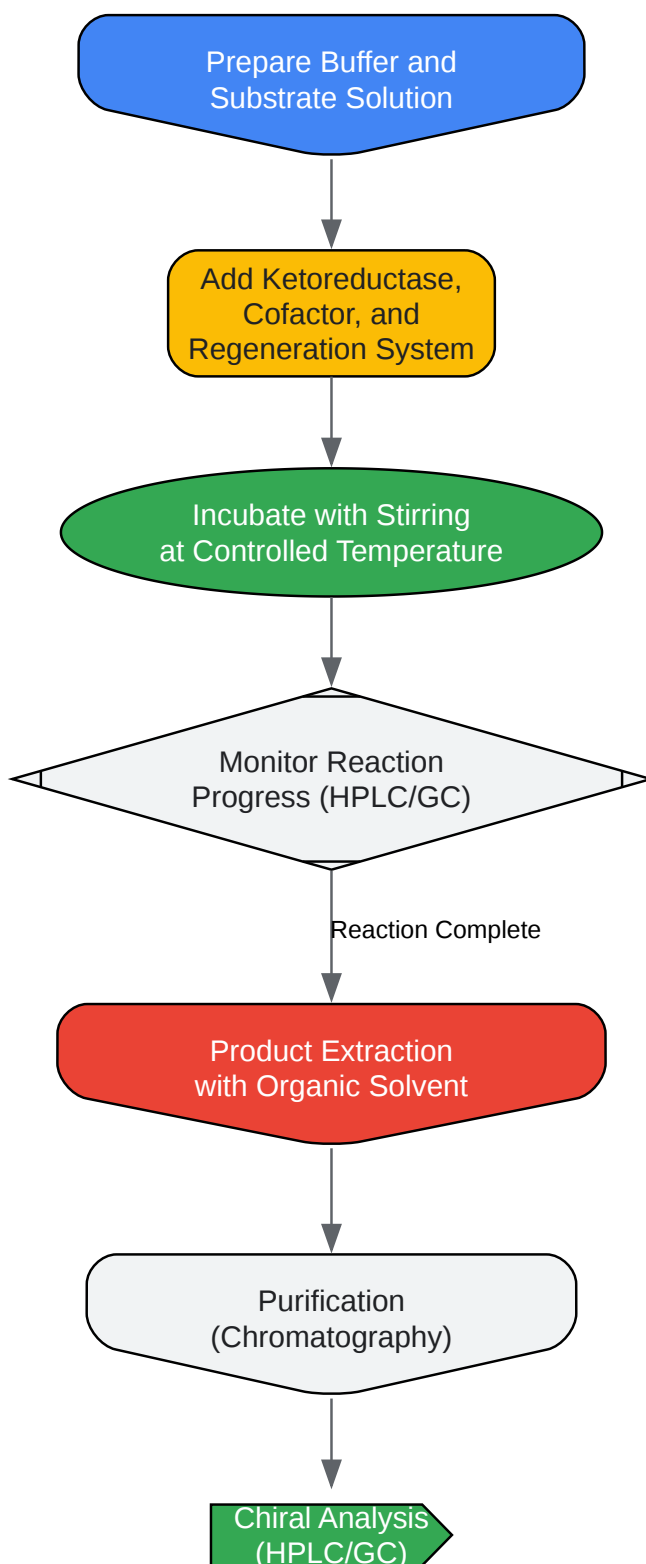 Prepare Buffer and
Substrate Solution
Add Ketoreductase,
Cofactor, and
Regeneration System
Incubate with Stirring
at Controlled Temperature
Monitor Reaction
Progress (HPLC/GC)
Reaction Complete
Product Extraction
with Organic Solvent
Purification
(Chromatography)
Chiral Analysis
(HPLC/GC)